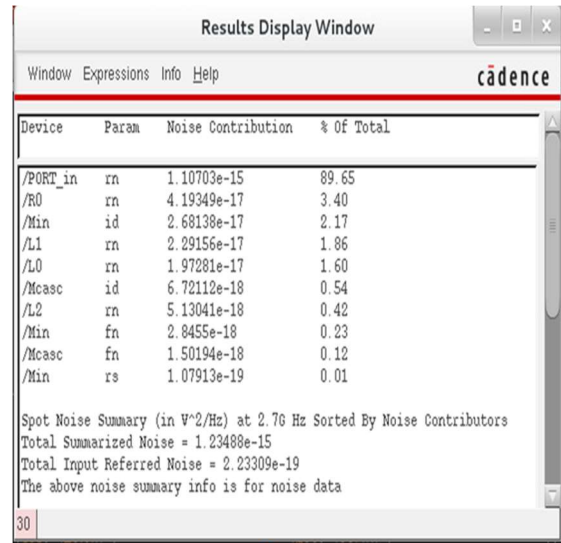 Results Display Window
Window Expressions Info Help cādence
Device Param Noise Contribution % Of Total
/PORT_in rn 1.10703e-15 89.65
/R0 rn 4.19349e-17 3.40
/Min id 2.68138e-17 2.17
/L1 rn 2.29156e-17 1.86
/L0 rn 1.97281e-17 1.60
/Mcasc id 6.72112e-18 0.54
/L2 rn 5.13041e-18 0.42
/Min fn 2.8455e-18 0.23
/Mcasc fn 1.50194e-18 0.12
/Min rs 1.07913e-19 0.01
Spot Noise Summary (in V^2/Hz) at 2.7G Hz Sorted By Noise Contributors
Total Summarized Noise = 1.23488e-15
Total Input Referred Noise = 2.23309e-19
The above noise summary info is for noise data
30